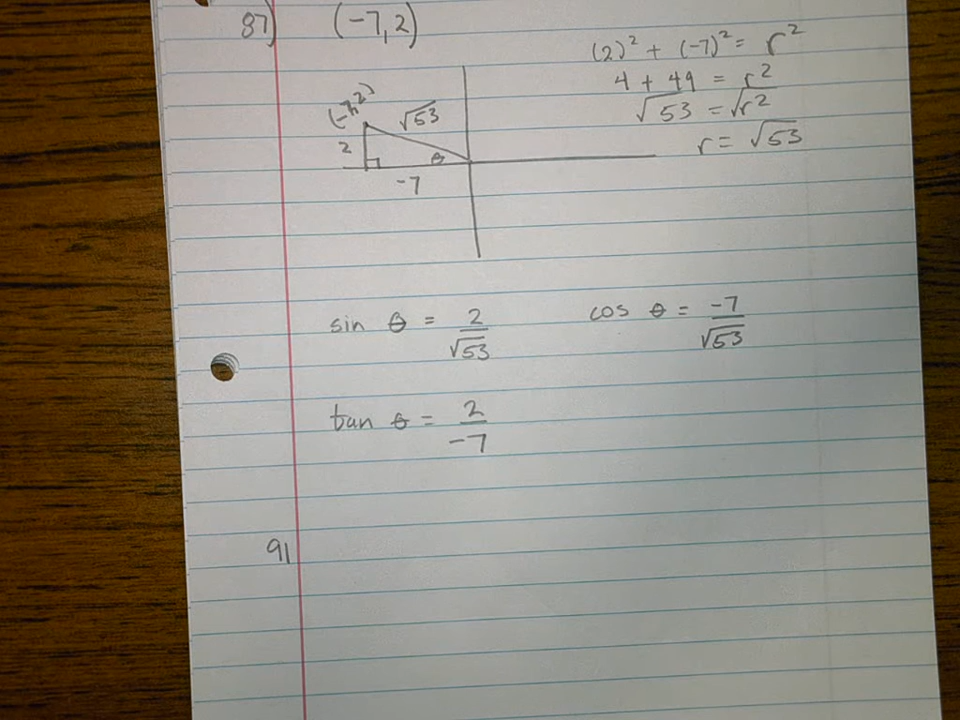 87) (-7,2)
(2)² + (-7)² = r²
4 + 49 = r²
√53 = √r²
r = √53
(-7,2)
√53
2
θ
-7
sin θ = 2/√53
cos θ = -7/√53
tan θ = 2/-7
91